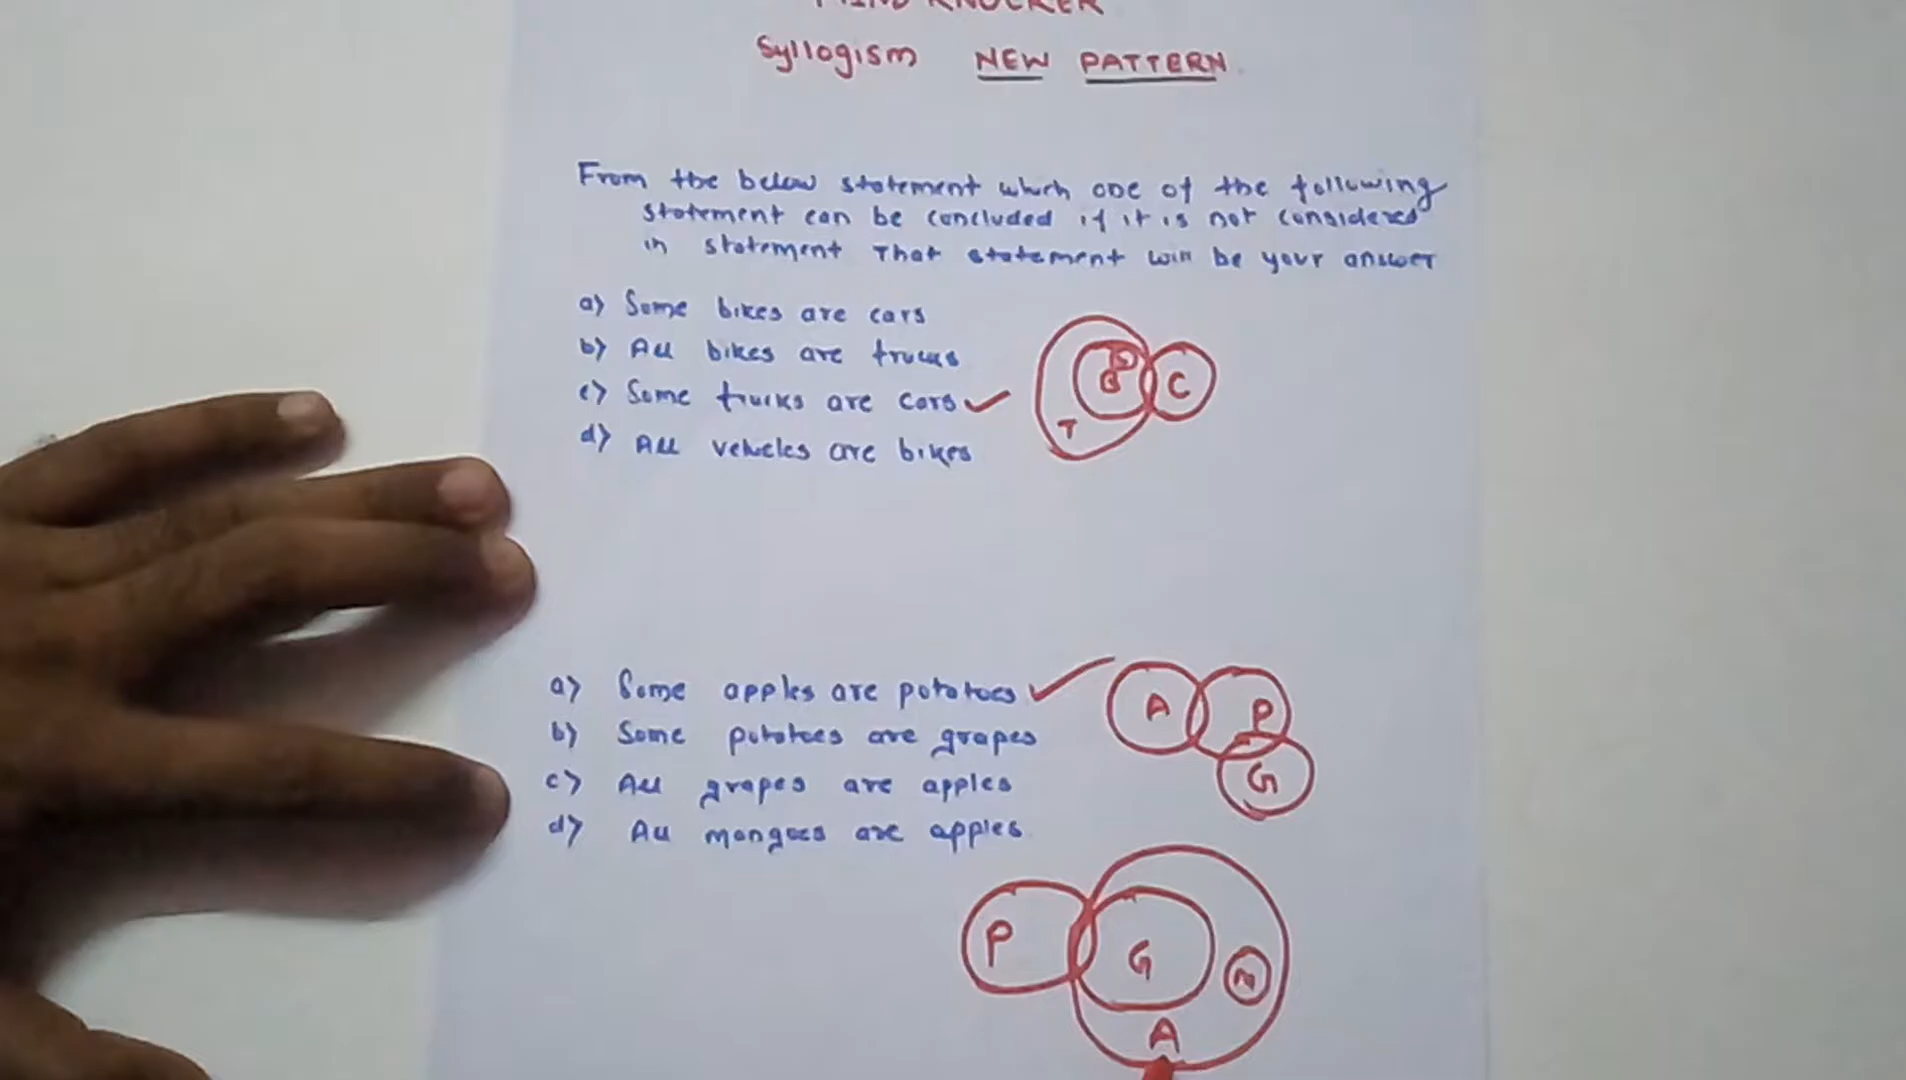 MIND KNOCKER
Syllogism NEW PATTERN
From the below statement which one of the following
statement can be concluded if it is not considered
in statement That statement will be your answer
a) Some bikes are cars
b) All bikes are trucks
c) Some trucks are cars
d) All vehicles are bikes
B
C
T
a) Some apples are potatoes
b) Some potatoes are grapes
c) All grapes are apples
d) All mangoes are apples
A P
G
P G M
A